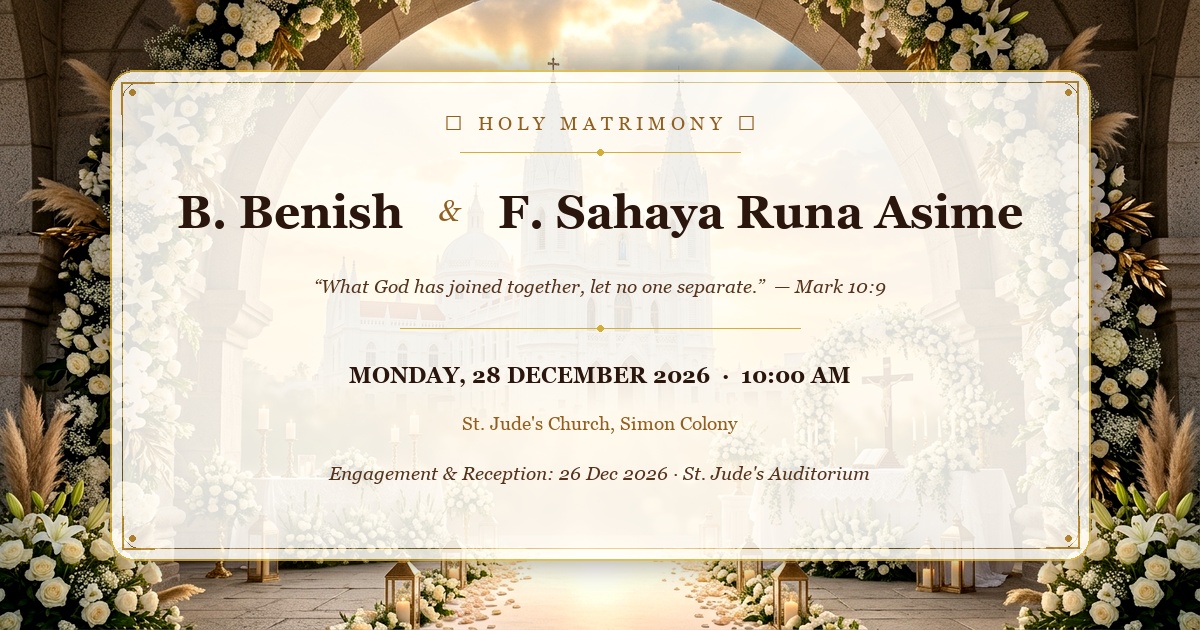 ☐ HOLY MATRIMONY ☐
B. Benish & F. Sahaya Runa Asime
“What God has joined together, let no one separate.” — Mark 10:9
MONDAY, 28 DECEMBER 2026 · 10:00 AM
St. Jude's Church, Simon Colony
Engagement & Reception: 26 Dec 2026 · St. Jude's Auditorium